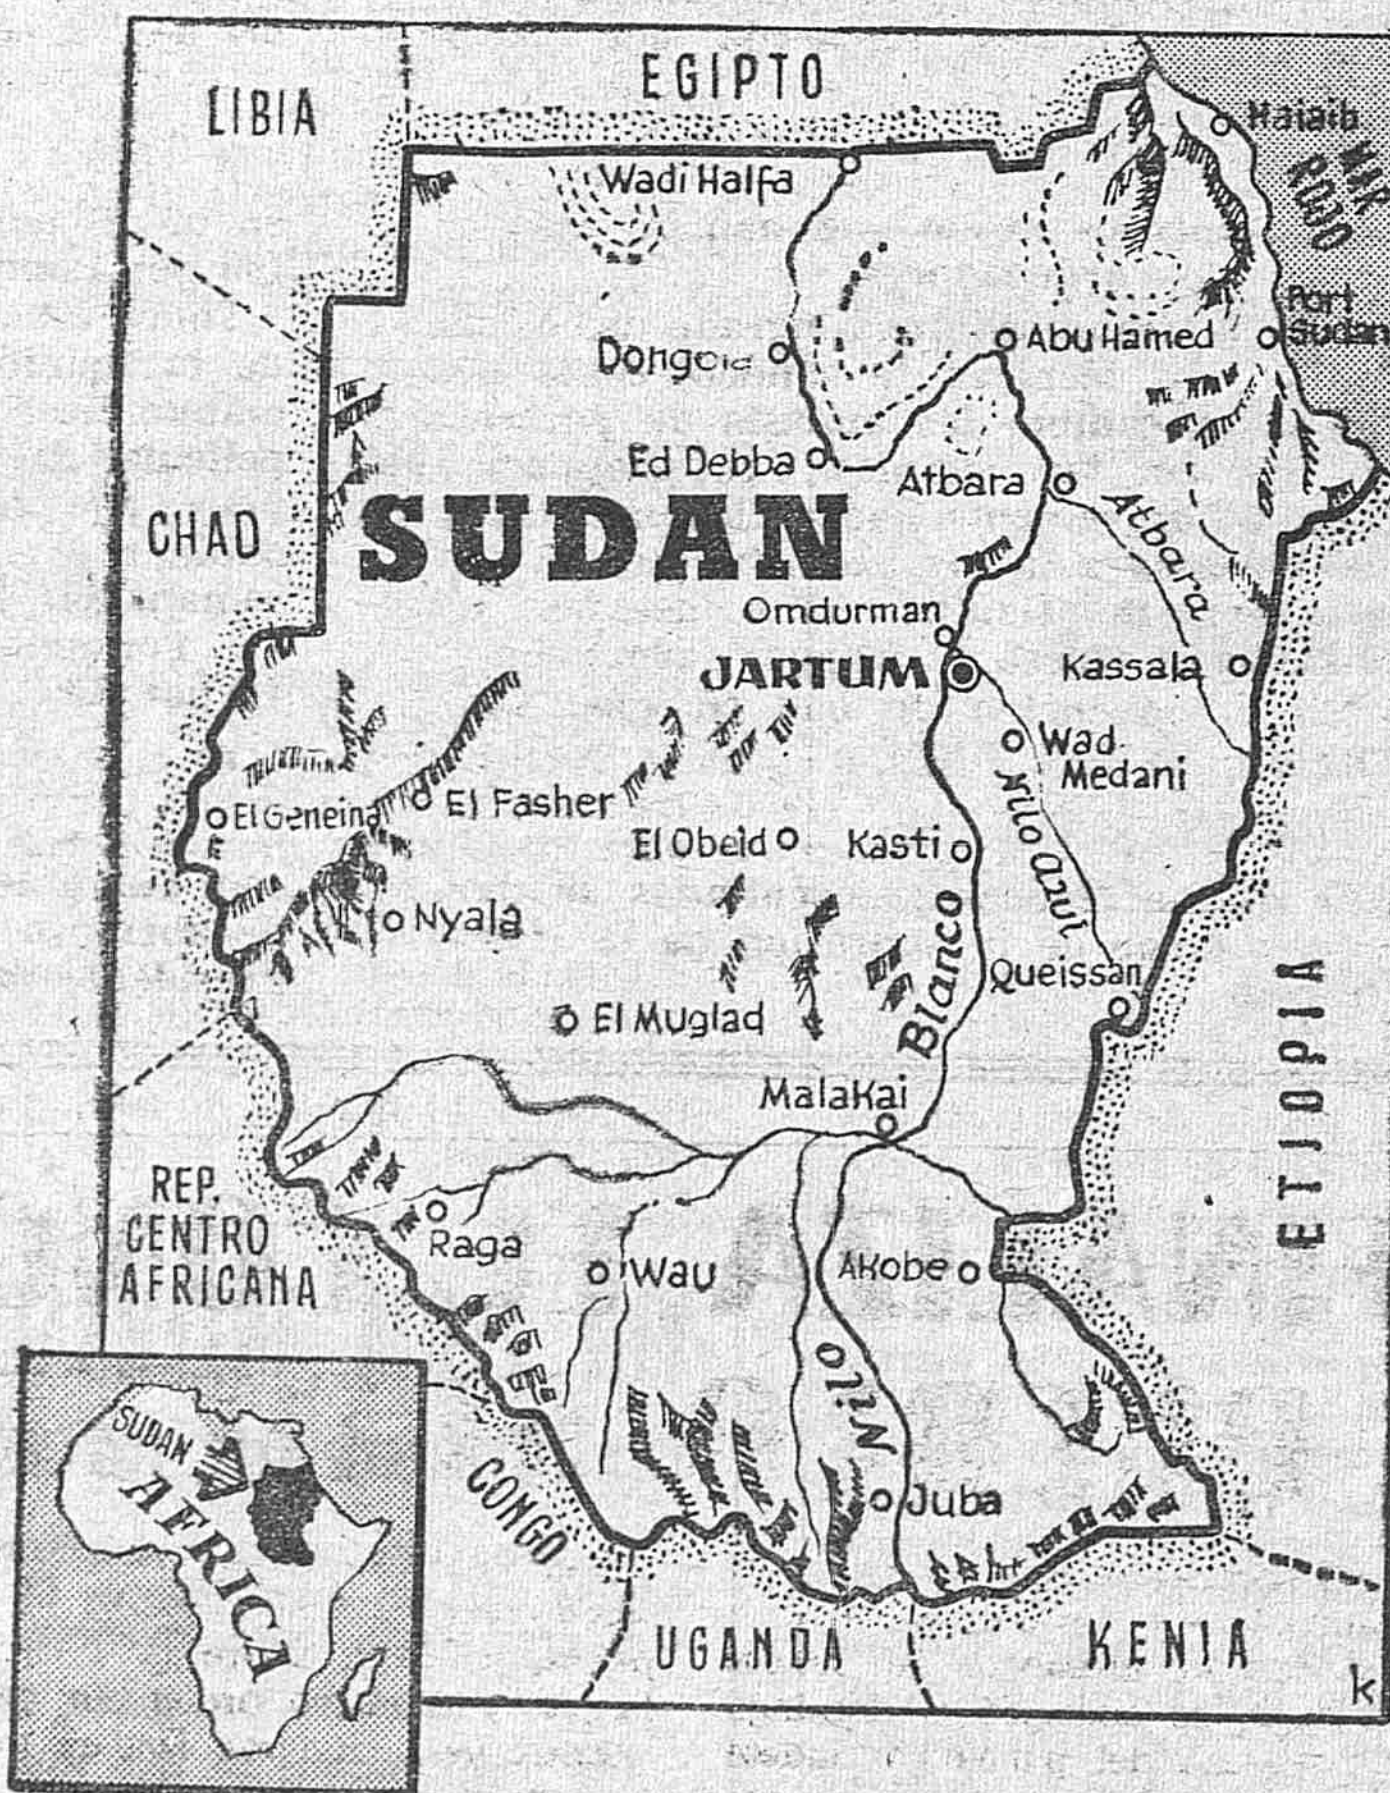 EGIPTO
LIBIA
Halaib
MAR
ROJO
Wadi Halfa
Port
Sudan
Abu Hamed
Ed Debba
Atbara
Atbara
CHAD
SUDAN
Omdurman
JARTUM
Kassala
Wad
Medani
El Geneina
El Fasher
El Obeid
Kasti
Nilo Azul
Nyala
Blanco
Queissan
El Muglad
ETIOPIA
Malakai
REP.
CENTRO
AFRICANA
Raga
Wau
Akobe
Nilo
CONGO
Juba
UGANDA
KENIA
k
SUDAN
AFRICA